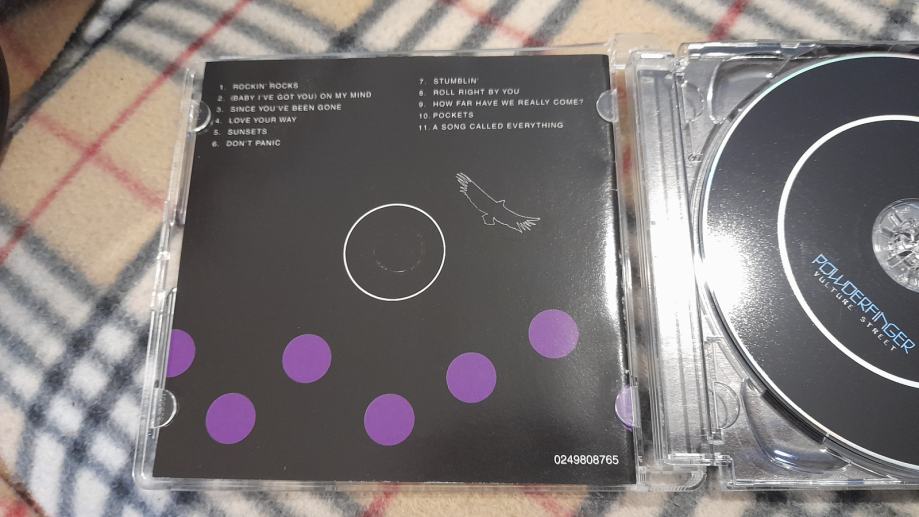 1. ROCKIN' ROCKS
2. (BABY I'VE GOT YOU) ON MY MIND
3. SINCE YOU'VE BEEN GONE
4. LOVE YOUR WAY
5. SUNSETS
6. DON'T PANIC
7. STUMBLIN'
8. ROLL RIGHT BY YOU
9. HOW FAR HAVE WE REALLY COME?
10. POCKETS
11. A SONG CALLED EVERYTHING
0249808765
POWDERFINGER
VULTURE STREET